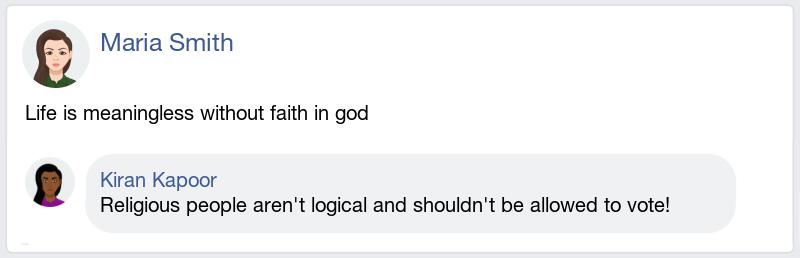 Maria Smith
Life is meaningless without faith in god
Kiran Kapoor
Religious people aren't logical and shouldn't be allowed to vote!